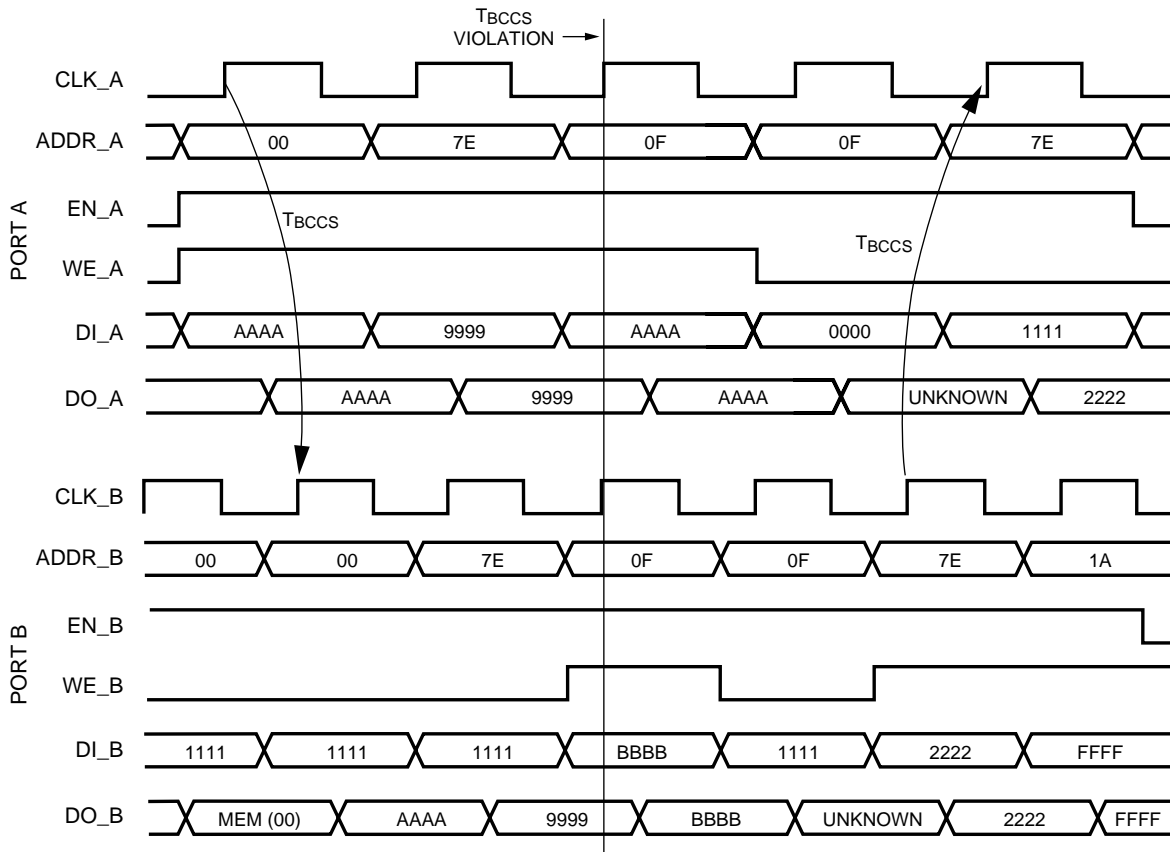 TBCCS
VIOLATION
CLK_A
ADDR_A 00 7E 0F 0F 7E
PORT A
EN_A
TBCCS
TBCCS
WE_A
DI_A AAAA 9999 AAAA 0000 1111
DO_A AAAA 9999 AAAA UNKNOWN 2222
CLK_B
ADDR_B 00 00 7E 0F 0F 7E 1A
PORT B
EN_B
WE_B
DI_B 1111 1111 1111 BBBB 1111 2222 FFFF
DO_B MEM (00) AAAA 9999 BBBB UNKNOWN 2222 FFFF